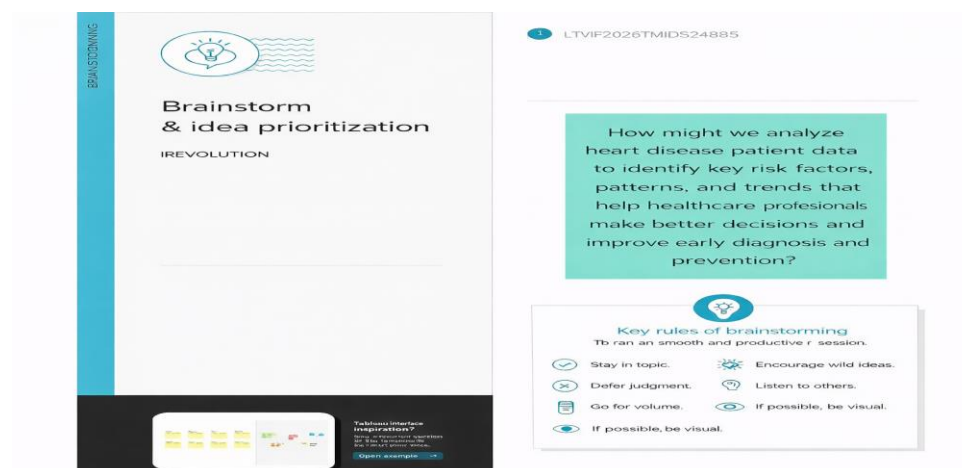 BRIANSTOBMNING
Brainstorm
& idea prioritization
IREVOLUTION
Tablauu interface
inspiration?
Open example →
1 LTVIF2026TMIDS24885
How might we analyze
heart disease patient data
to identify key risk factors,
patterns, and trends that
help healthcare profesionals
make better decisions and
improve early diagnosis and
prevention?
Key rules of brainstorming
Tb ran an smooth and productive r session.
Stay in topic.
Encourage wild ideas.
Defer judgment.
Listen to others.
Go for volume.
If possible, be visual.
If possible, be visual.